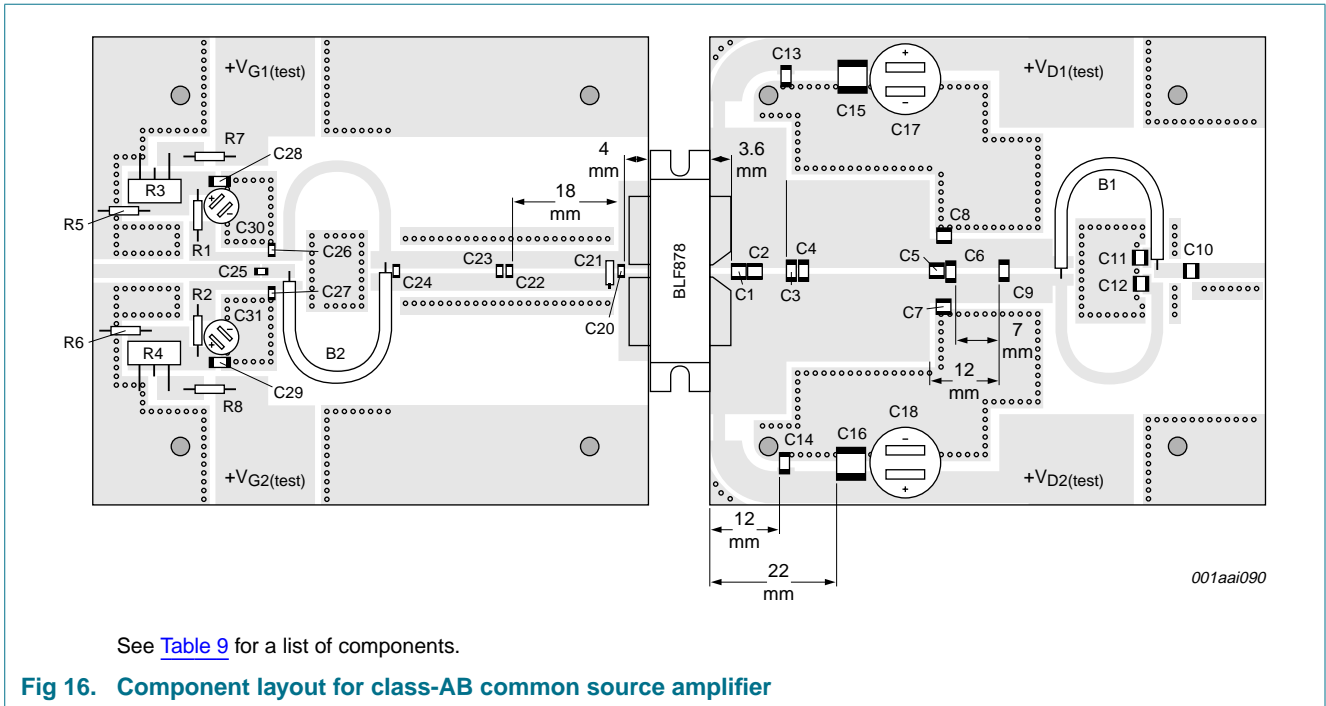 +VG1(test)
+VD1(test)
C13
C15
C17
R7
C28
R3
4
mm
3.6
mm
B1
18
mm
R5
R1
C30
C26
C8
C25
C23
C22
C24
C21
C20
BLF878
C1
C2
C3
C4
C5
C6
C9
C11
C10
C12
R2
C31
C27
C7
7
mm
R6
R4
B2
12
mm
C29
R8
C14
C16
C18
+VG2(test)
+VD2(test)
12
mm
22
mm
001aai090
See Table 9 for a list of components.
Fig 16. Component layout for class-AB common source amplifier